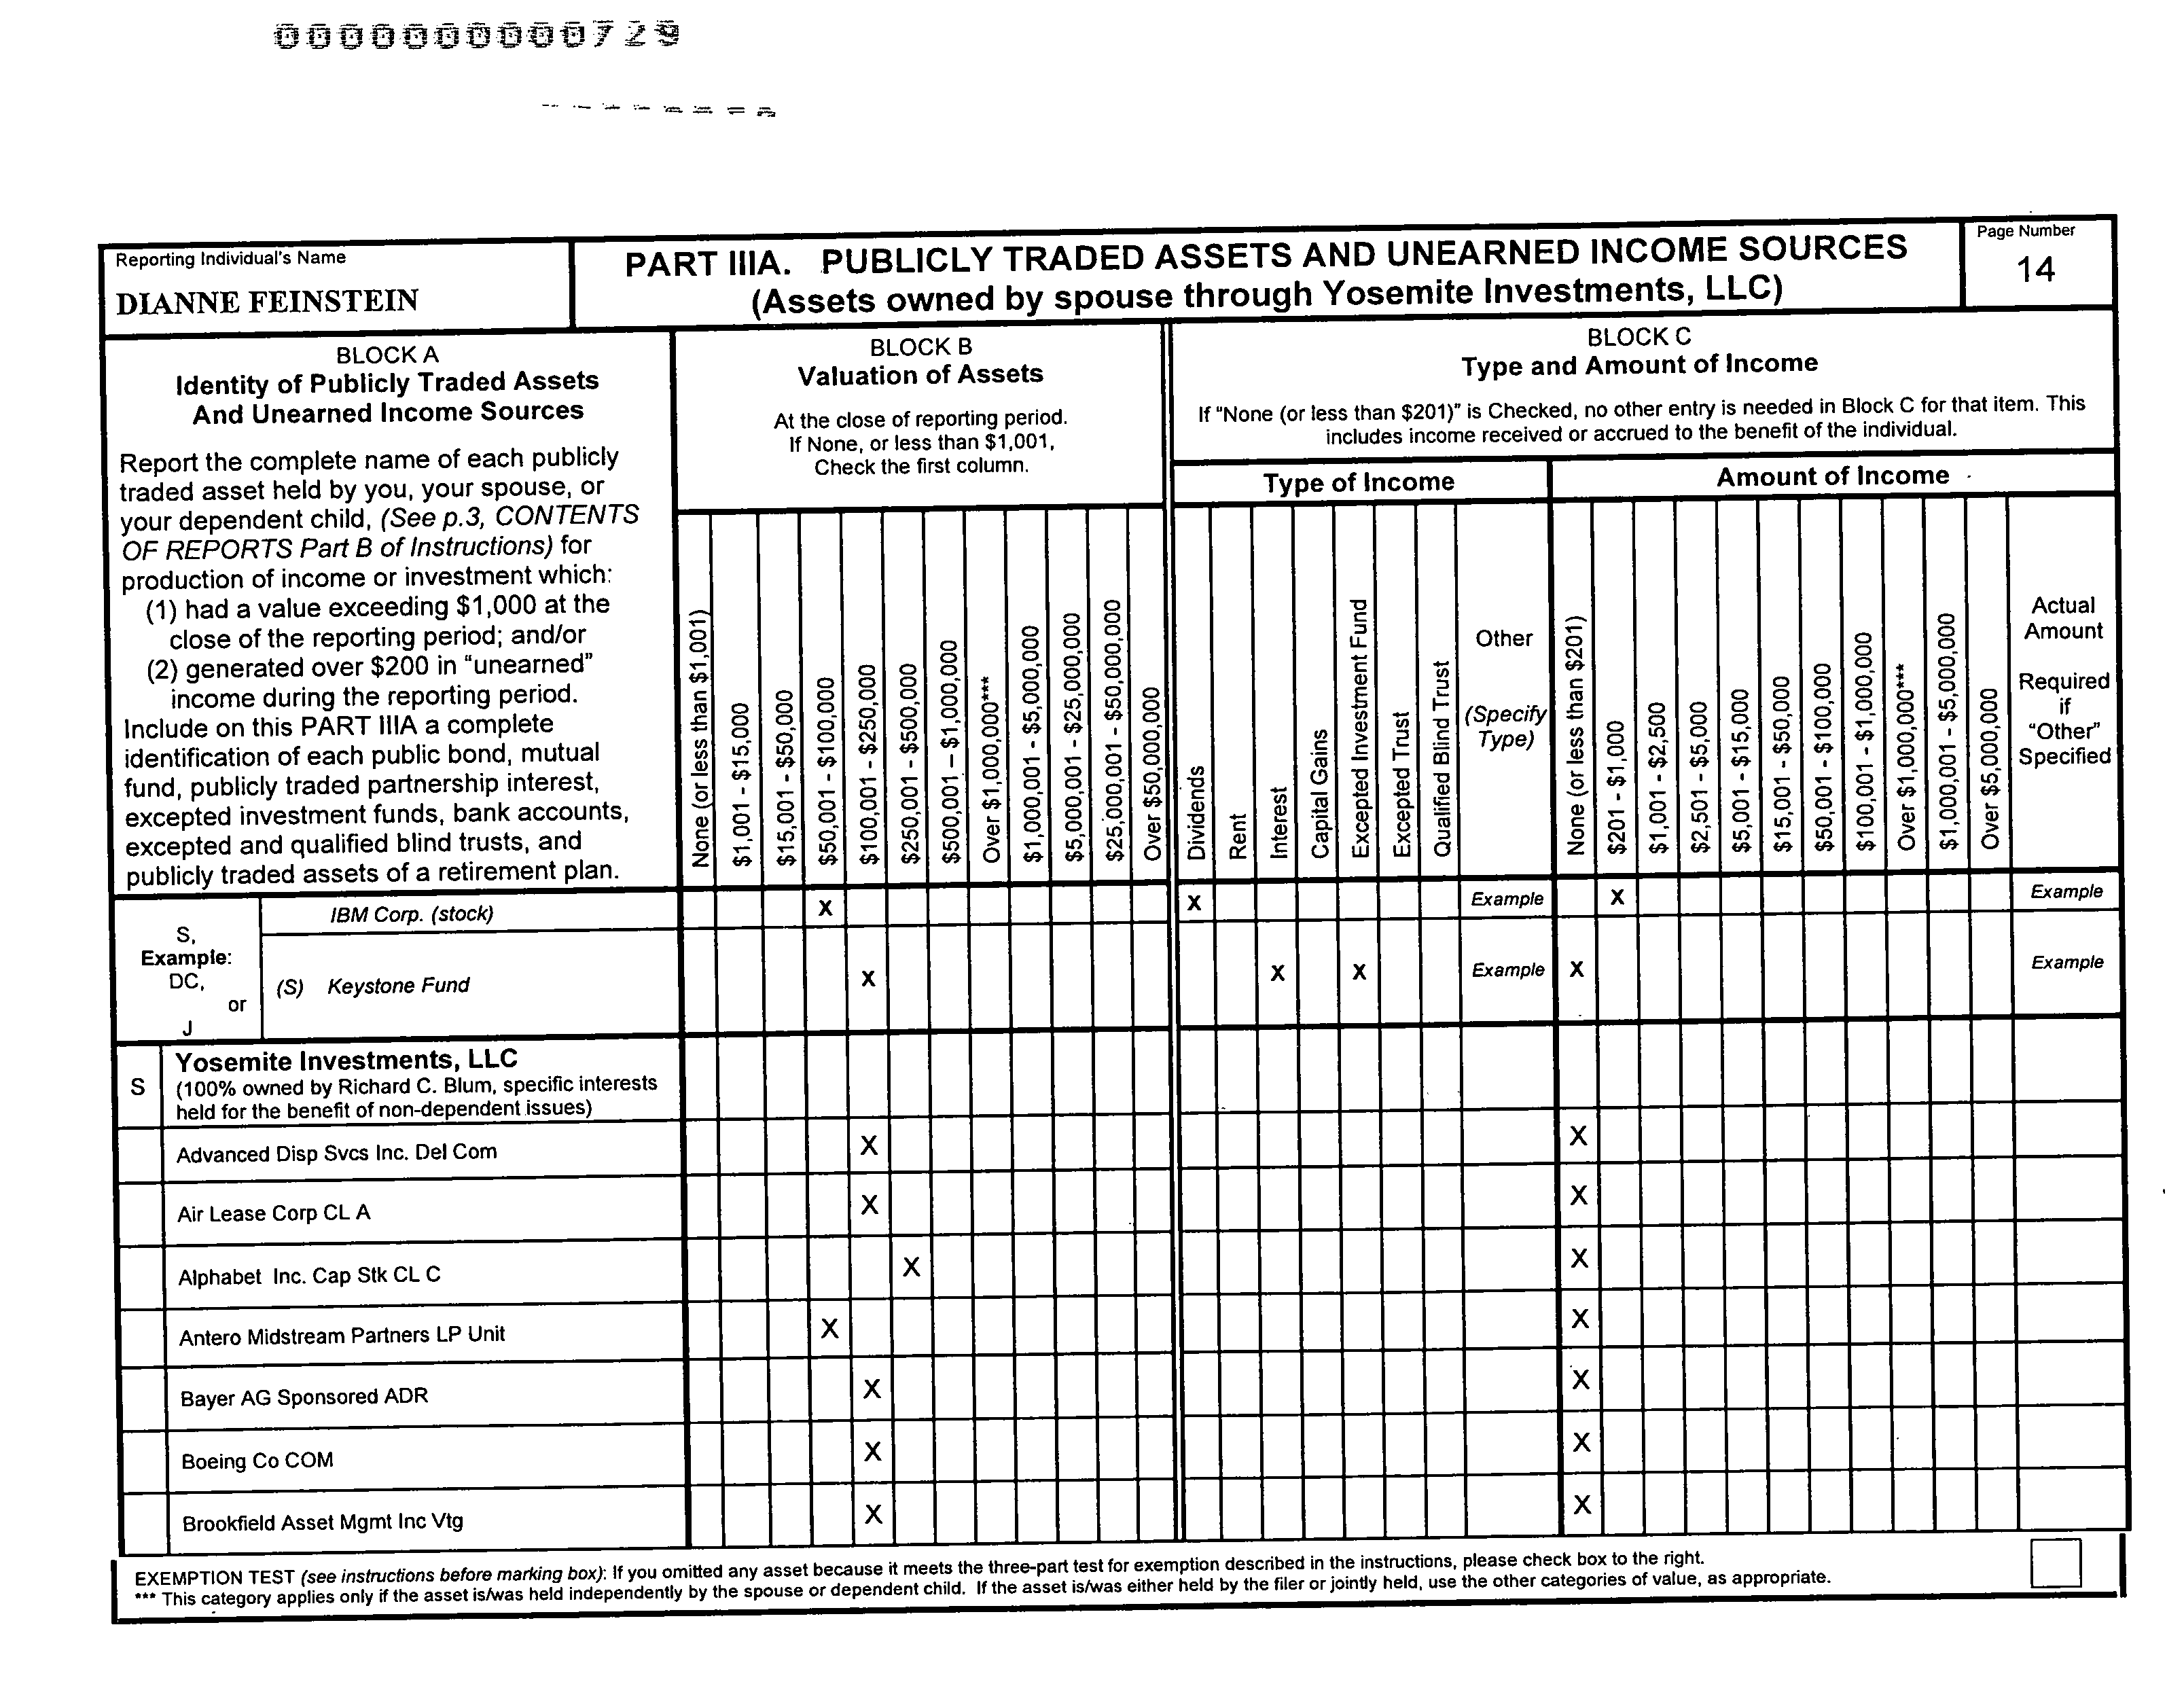 000000000729
Reporting Individual's Name
DIANNE FEINSTEIN
PART IIIA. PUBLICLY TRADED ASSETS AND UNEARNED INCOME SOURCES
(Assets owned by spouse through Yosemite Investments, LLC)
Page Number
14
BLOCK A
Identity of Publicly Traded Assets
And Unearned Income Sources
Report the complete name of each publicly
traded asset held by you, your spouse, or
your dependent child, (See p.3, CONTENTS
OF REPORTS Part B of Instructions) for
production of income or investment which:
(1) had a value exceeding $1,000 at the
close of the reporting period; and/or
(2) generated over $200 in “unearned”
income during the reporting period.
Include on this PART IIIA a complete
identification of each public bond, mutual
fund, publicly traded partnership interest,
excepted investment funds, bank accounts,
excepted and qualified blind trusts, and
publicly traded assets of a retirement plan.
BLOCK B
Valuation of Assets
At the close of reporting period.
If None, or less than $1,001,
Check the first column.
None (or less than $1,001)
$1,001 - $15,000
$15,001 - $50,000
$50,001 - $100,000
$100,001 - $250,000
$250,001 - $500,000
$500,001 – $1,000,000
Over $1,000,000***
$1,000,001 - $5,000,000
$5,000,001 - $25,000,000
$25,000,001 - $50,000,000
Over $50,000,000
BLOCK C
Type and Amount of Income
If “None (or less than $201)” is Checked, no other entry is needed in Block C for that item. This
includes income received or accrued to the benefit of the individual.
Type of Income
Dividends
Rent
Interest
Capital Gains
Excepted Investment Fund
Excepted Trust
Qualified Blind Trust
Other
(Specify
Type)
Amount of Income
None (or less than $201)
$201 - $1,000
$1,001 - $2,500
$2,501 - $5,000
$5,001 - $15,000
$15,001 - $50,000
$50,001 - $100,000
$100,001 - $1,000,000
Over $1,000,000***
$1,000,001 - $5,000,000
Over $5,000,000
Actual
Amount
Required
if
“Other”
Specified
S,
Example:
DC,
or
J
IBM Corp. (stock) X X Example X Example
(S) Keystone Fund X X X Example X Example
S
Yosemite Investments, LLC
(100% owned by Richard C. Blum, specific interests
held for the benefit of non-dependent issues)
Advanced Disp Svcs Inc. Del Com X X
Air Lease Corp CL A X X
Alphabet Inc. Cap Stk CL C X X
Antero Midstream Partners LP Unit X X
Bayer AG Sponsored ADR X X
Boeing Co COM X X
Brookfield Asset Mgmt Inc Vtg X X
EXEMPTION TEST (see instructions before marking box): If you omitted any asset because it meets the three-part test for exemption described in the instructions, please check box to the right.
*** This category applies only if the asset is/was held independently by the spouse or dependent child. If the asset is/was either held by the filer or jointly held, use the other categories of value, as appropriate.